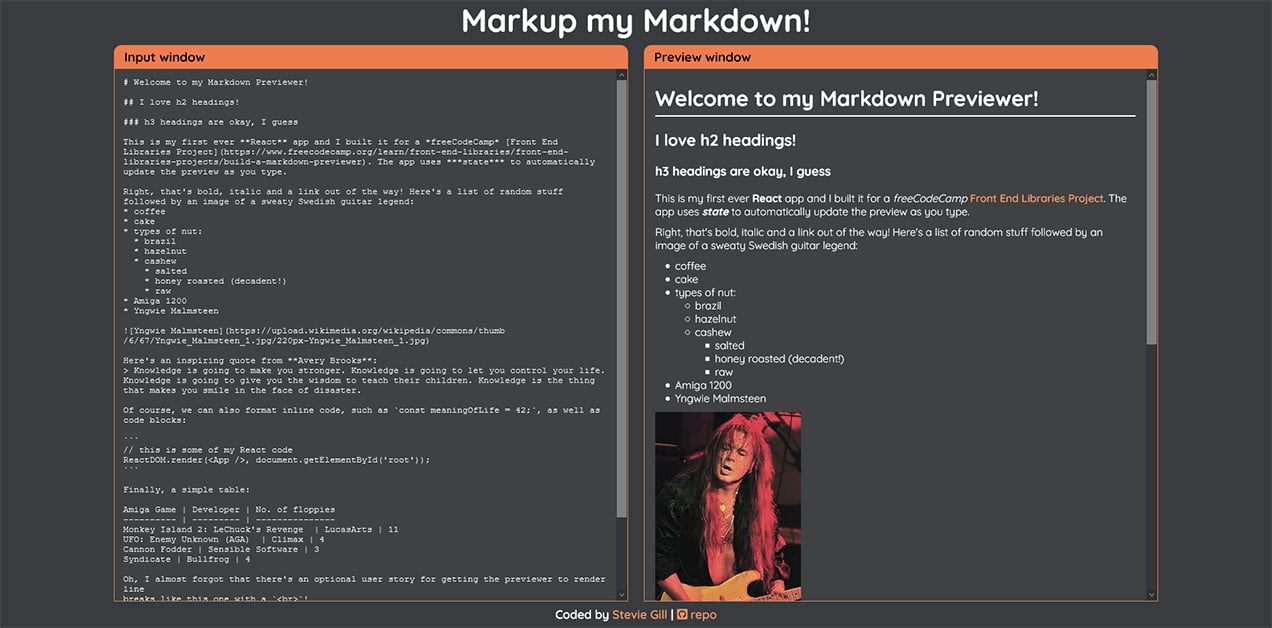 Markup my Markdown!
Input window
# Welcome to my Markdown Previewer!
## I love h2 headings!
### h3 headings are okay, I guess
This is my first ever **React** app and I built it for a *freeCodeCamp* [Front End
Libraries Project](https://www.freecodecamp.org/learn/front-end-libraries/front-end-
libraries-projects/build-a-markdown-previewer). The app uses ***state*** to automatically
update the preview as you type.
Right, that's bold, italic and a link out of the way! Here's a list of random stuff
followed by an image of a sweaty Swedish guitar legend:
* coffee
* cake
* types of nut:
  * brazil
  * hazelnut
  * cashew
    * salted
    * honey roasted (decadent!)
    * raw
* Amiga 1200
* Yngwie Malmsteen
![Yngwie Malmsteen](https://upload.wikimedia.org/wikipedia/commons/thumb
/6/67/Yngwie_Malmsteen_1.jpg/220px-Yngwie_Malmsteen_1.jpg)
Here's an inspiring quote from **Avery Brooks**:
> Knowledge is going to make you stronger. Knowledge is going to let you control your life.
Knowledge is going to give you the wisdom to teach their children. Knowledge is the thing
that makes you smile in the face of disaster.
Of course, we can also format inline code, such as `const meaningOfLife = 42;`, as well as
code blocks:
```
// this is some of my React code
ReactDOM.render(<App />, document.getElementById('root'));
```
Finally, a simple table:
Amiga Game | Developer | No. of floppies
---------- | --------- | ---------------
Monkey Island 2: LeChuck's Revenge  | LucasArts | 11
UFO: Enemy Unknown (AGA)  | Climax | 4
Cannon Fodder | Sensible Software | 3
Syndicate | Bullfrog | 4
Oh, I almost forgot that there's an optional user story for getting the previewer to render
line
breaks like this one with a `<br>`!
Preview window
Welcome to my Markdown Previewer!
I love h2 headings!
h3 headings are okay, I guess
This is my first ever React app and I built it for a freeCodeCamp Front End Libraries Project. The
app uses state to automatically update the preview as you type.
Right, that's bold, italic and a link out of the way! Here's a list of random stuff followed by an
image of a sweaty Swedish guitar legend:
coffee
cake
types of nut:
brazil
hazelnut
cashew
salted
honey roasted (decadent!)
raw
Amiga 1200
Yngwie Malmsteen
Coded by Stevie Gill | repo